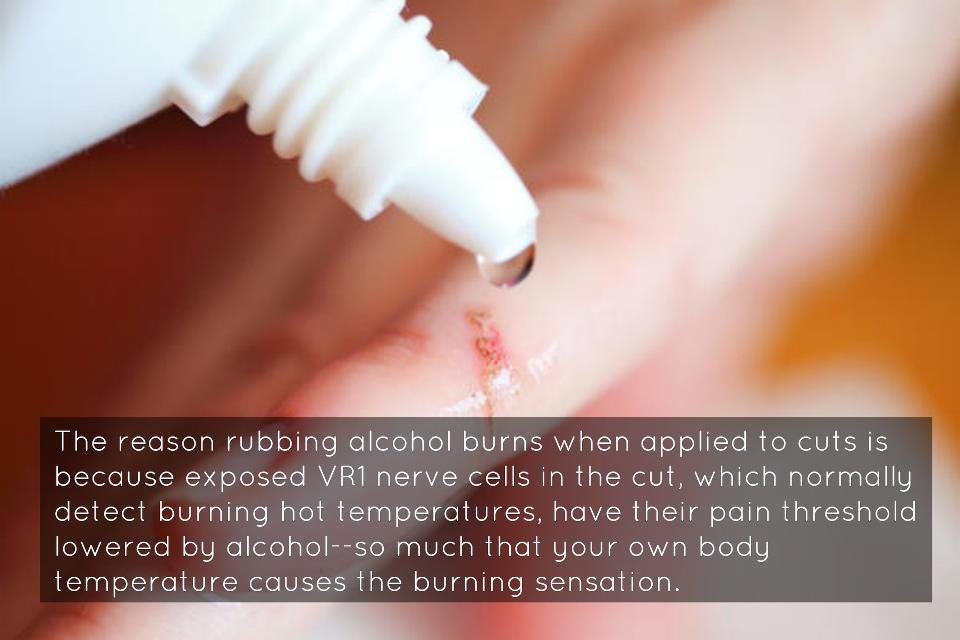 The reason rubbing alcohol burns when applied to cuts is
because exposed VR1 nerve cells in the cut, which normally
detect burning hot temperatures, have their pain threshold
lowered by alcohol--so much that your own body
temperature causes the burning sensation.